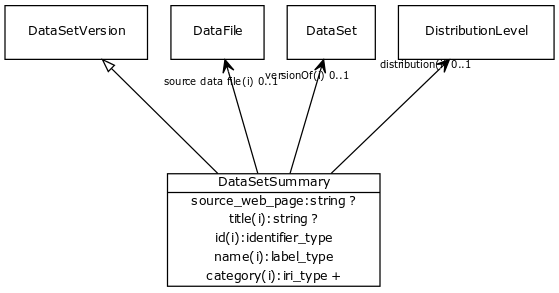 DataSetVersion
DataFile
DataSet
DistributionLevel
source data file(i) 0..1
versionOf(i) 0..1
distribution(i) 0..1
DataSetSummary
source_web_page:string ?
title(i):string ?
id(i):identifier_type
name(i):label_type
category(i):iri_type +